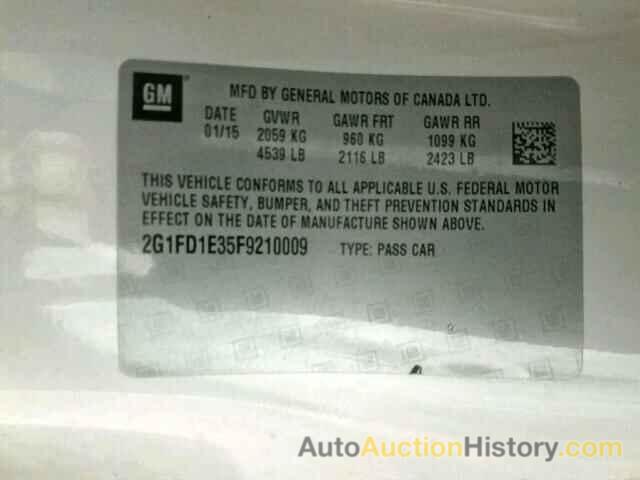 GM
MFD BY GENERAL MOTORS OF CANADA LTD.
DATE GVWR GAWR FRT GAWR RR
01/15 2059 KG 960 KG 1099 KG
4539 LB 2116 LB 2423 LB
THIS VEHICLE CONFORMS TO ALL APPLICABLE U.S. FEDERAL MOTOR
VEHICLE SAFETY, BUMPER, AND THEFT PREVENTION STANDARDS IN
EFFECT ON THE DATE OF MANUFACTURE SHOWN ABOVE.
2G1FD1E35F9210009 TYPE: PASS CAR
AutoAuctionHistory.com